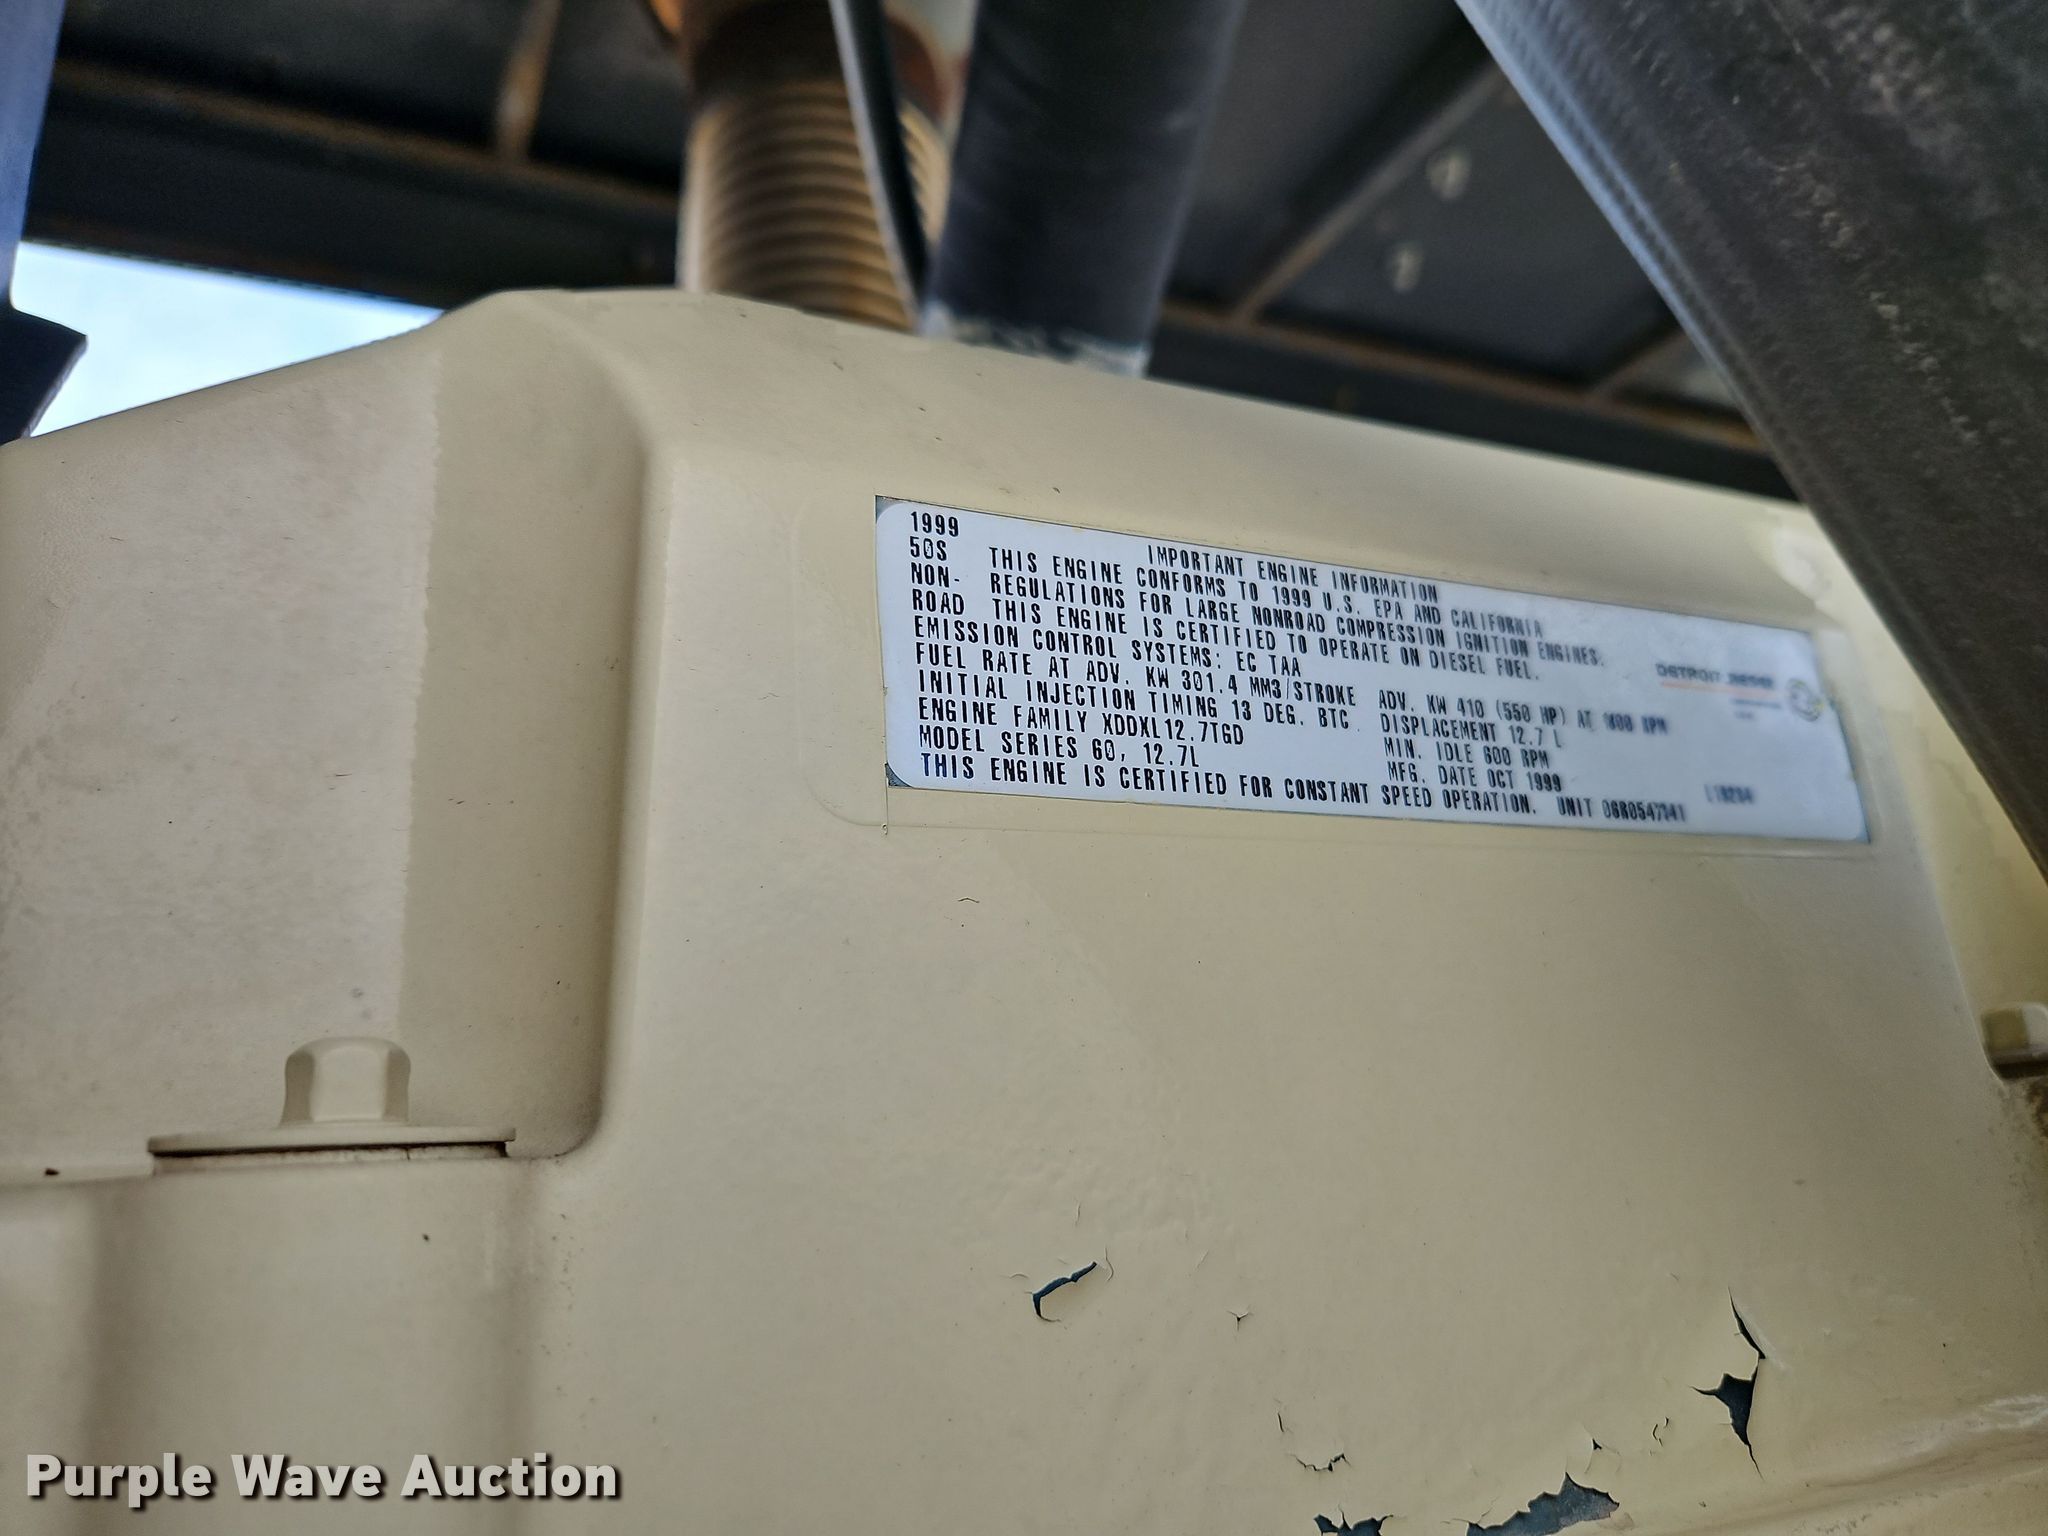 1999 IMPORTANT ENGINE INFORMATION
50S THIS ENGINE CONFORMS TO 1999 U.S. EPA AND CALIFORNIA
NON- REGULATIONS FOR LARGE NONROAD COMPRESSION IGNITION ENGINES.
ROAD THIS ENGINE IS CERTIFIED TO OPERATE ON DIESEL FUEL.
EMISSION CONTROL SYSTEMS: EC TAA
FUEL RATE AT ADV. KW 301.4 MM3/STROKE ADV. KW 410 (550 HP) AT RPM
INITIAL INJECTION TIMING 13 DEG. BTC DISPLACEMENT 12.7 L
ENGINE FAMILY XDDXL12.7TGD MIN. IDLE 600 RPM
MODEL SERIES 60, 12.7L MFG. DATE OCT 1999
THIS ENGINE IS CERTIFIED FOR CONSTANT SPEED OPERATION. UNIT
DETROIT DIESEL
Purple Wave Auction